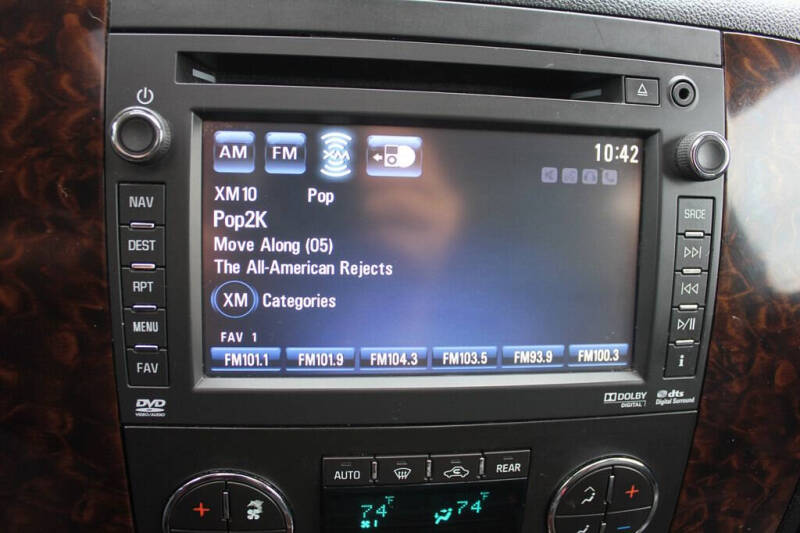 AM FM XM 10:42
XM10 Pop
Pop2K
Move Along (05)
The All-American Rejects
XM Categories
FAV 1
FM101.1 FM101.9 FM104.3 FM103.5 FM93.9 FM100.3
NAV
DEST
RPT
MENU
FAV
SRCE
i
DVD
VIDEO/AUDIO
DOLBY
DIGITAL
dts
Digital Surround
AUTO REAR
74°F 74°F